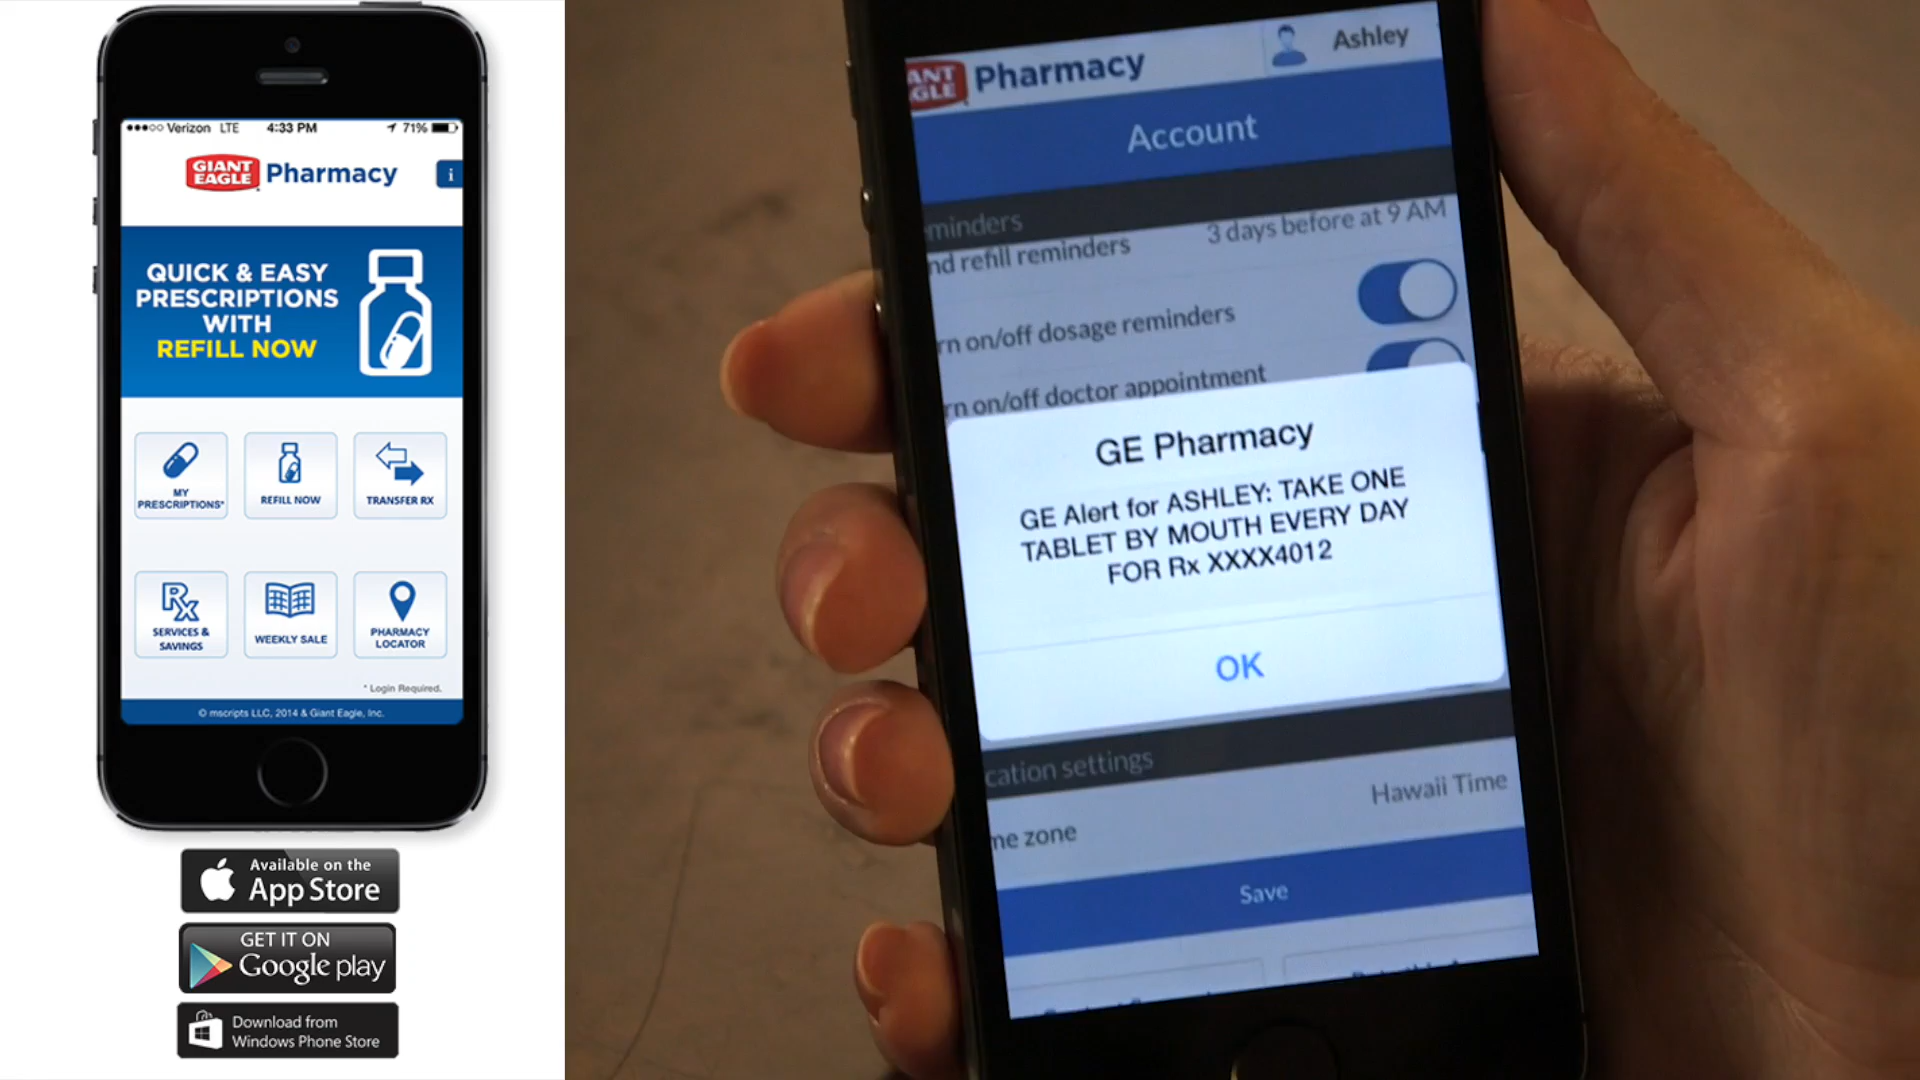 Verizon LTE 4:33 PM 71%
GIANT
EAGLE
Pharmacy
i
QUICK & EASY
PRESCRIPTIONS
WITH
REFILL NOW
MY
PRESCRIPTIONS*
REFILL NOW
TRANSFER RX
Rx
SERVICES &
SAVINGS
WEEKLY SALE
PHARMACY
LOCATOR
* Login Required.
© mscripts LLC, 2014 & Giant Eagle, Inc.
Available on the
App Store
GET IT ON
Google play
Download from
Windows Phone Store
ANT
GLE
Pharmacy
Ashley
Account
minders
nd refill reminders 3 days before at 9 AM
rn on/off dosage reminders
rn on/off doctor appointment
GE Pharmacy
GE Alert for ASHLEY: TAKE ONE
TABLET BY MOUTH EVERY DAY
FOR Rx XXXX4012
OK
cation settings
me zone Hawaii Time
Save